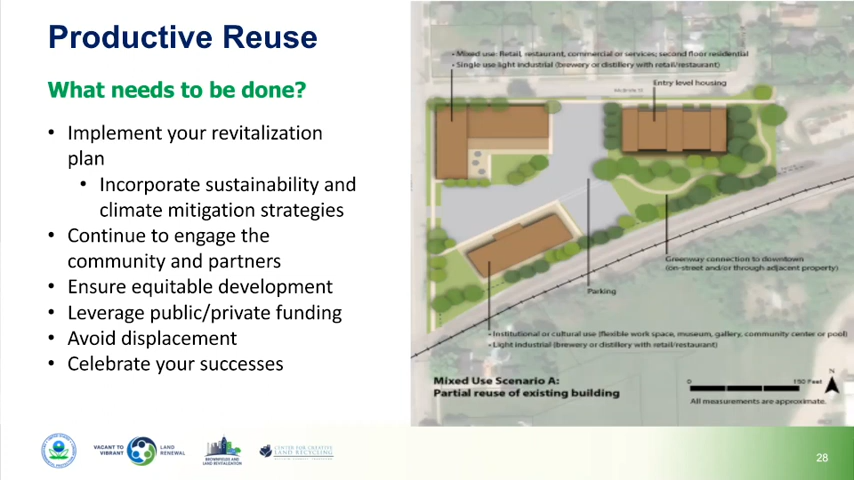 Productive Reuse
What needs to be done?
• Implement your revitalization
plan
• Incorporate sustainability and
climate mitigation strategies
• Continue to engage the
community and partners
• Ensure equitable development
• Leverage public/private funding
• Avoid displacement
• Celebrate your successes
• Mixed use: Retail, restaurant, commercial or services; second floor residential
• Single use light industrial (brewery or distillery with retail/restaurant)
Entry level housing
Greenway connection to downtown
(on-street and/or through adjacent property)
Parking
• Institutional or cultural use (flexible work space, museum, gallery, community center or pool)
• Light industrial (brewery or distillery with retail/restaurant)
Mixed Use Scenario A:
Partial reuse of existing building
0 150 Feet
N
All measurements are approximate.
VACANT TO
VIBRANT
LAND
RENEWAL
BROWNFIELDS AND
LAND REVITALIZATION
CENTER FOR CREATIVE
LAND RECYCLING
28